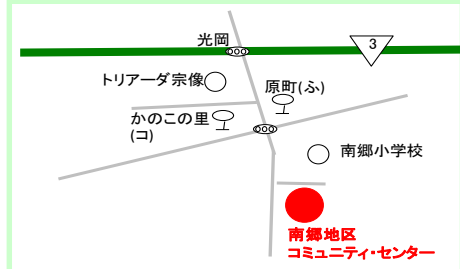 光岡
3
トリアーダ宗像
原町(ふ)
かのこの里
(コ)
南郷小学校
南郷地区
コミュニティ・センター